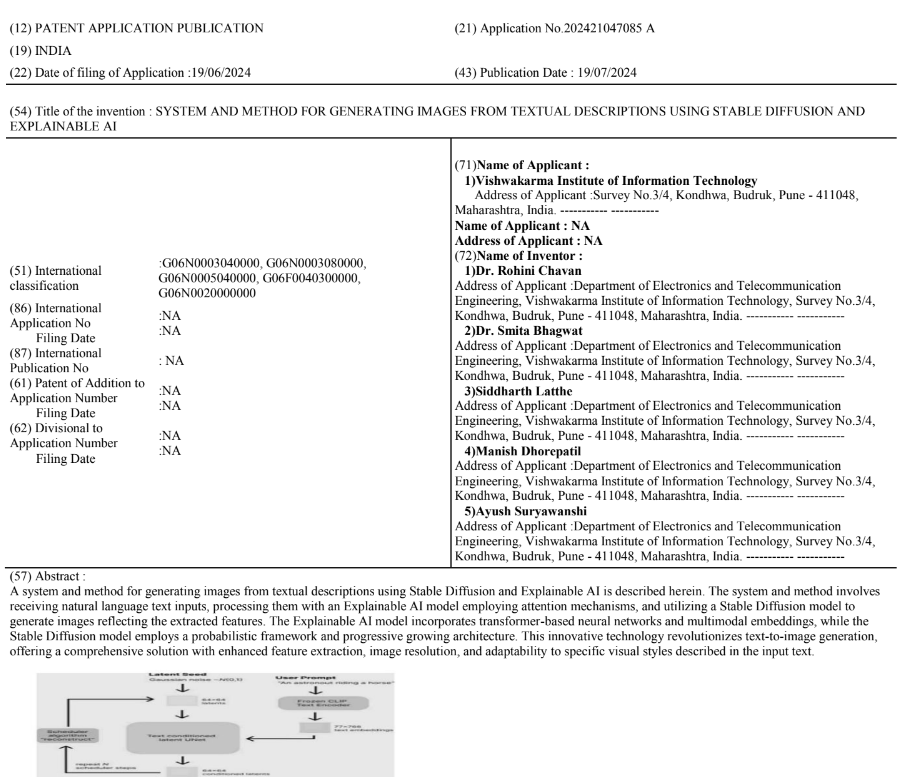 (12) PATENT APPLICATION PUBLICATION
(21) Application No.202421047085 A
(19) INDIA
(22) Date of filing of Application :19/06/2024
(43) Publication Date : 19/07/2024
(54) Title of the invention : SYSTEM AND METHOD FOR GENERATING IMAGES FROM TEXTUAL DESCRIPTIONS USING STABLE DIFFUSION AND
EXPLAINABLE AI
(51) International
classification
:G06N0003040000, G06N0003080000,
G06N0005040000, G06F0040300000,
G06N0020000000
(86) International
Application No
:NA
Filing Date
:NA
(87) International
Publication No
: NA
(61) Patent of Addition to
Application Number
:NA
Filing Date
:NA
(62) Divisional to
Application Number
:NA
Filing Date
:NA
(71)Name of Applicant :
1)Vishwakarma Institute of Information Technology
Address of Applicant :Survey No.3/4, Kondhwa, Budruk, Pune - 411048,
Maharashtra, India. ----------- -----------
Name of Applicant : NA
Address of Applicant : NA
(72)Name of Inventor :
1)Dr. Rohini Chavan
Address of Applicant :Department of Electronics and Telecommunication
Engineering, Vishwakarma Institute of Information Technology, Survey No.3/4,
Kondhwa, Budruk, Pune - 411048, Maharashtra, India. ----------- -----------
2)Dr. Smita Bhagwat
Address of Applicant :Department of Electronics and Telecommunication
Engineering, Vishwakarma Institute of Information Technology, Survey No.3/4,
Kondhwa, Budruk, Pune - 411048, Maharashtra, India. ----------- -----------
3)Siddharth Latthe
Address of Applicant :Department of Electronics and Telecommunication
Engineering, Vishwakarma Institute of Information Technology, Survey No.3/4,
Kondhwa, Budruk, Pune - 411048, Maharashtra, India. ----------- -----------
4)Manish Dhorepatil
Address of Applicant :Department of Electronics and Telecommunication
Engineering, Vishwakarma Institute of Information Technology, Survey No.3/4,
Kondhwa, Budruk, Pune - 411048, Maharashtra, India. ----------- -----------
5)Ayush Suryawanshi
Address of Applicant :Department of Electronics and Telecommunication
Engineering, Vishwakarma Institute of Information Technology, Survey No.3/4,
Kondhwa, Budruk, Pune - 411048, Maharashtra, India. ----------- -----------
(57) Abstract :
A system and method for generating images from textual descriptions using Stable Diffusion and Explainable AI is described herein. The system and method involves
receiving natural language text inputs, processing them with an Explainable AI model employing attention mechanisms, and utilizing a Stable Diffusion model to
generate images reflecting the extracted features. The Explainable AI model incorporates transformer-based neural networks and multimodal embeddings, while the
Stable Diffusion model employs a probabilistic framework and progressive growing architecture. This innovative technology revolutionizes text-to-image generation,
offering a comprehensive solution with enhanced feature extraction, image resolution, and adaptability to specific visual styles described in the input text.
Latent Seed
User Prompt
Gaussian noise
"An astronaut riding a horse"
64×64
latents
Frozen CLIP
Text Encoder
77×768
text embeddings
Scheduler
algorithm
"reconstruct"
Text conditioned
latent UNet
repeat N
scheduler steps
64×64
conditioned latents